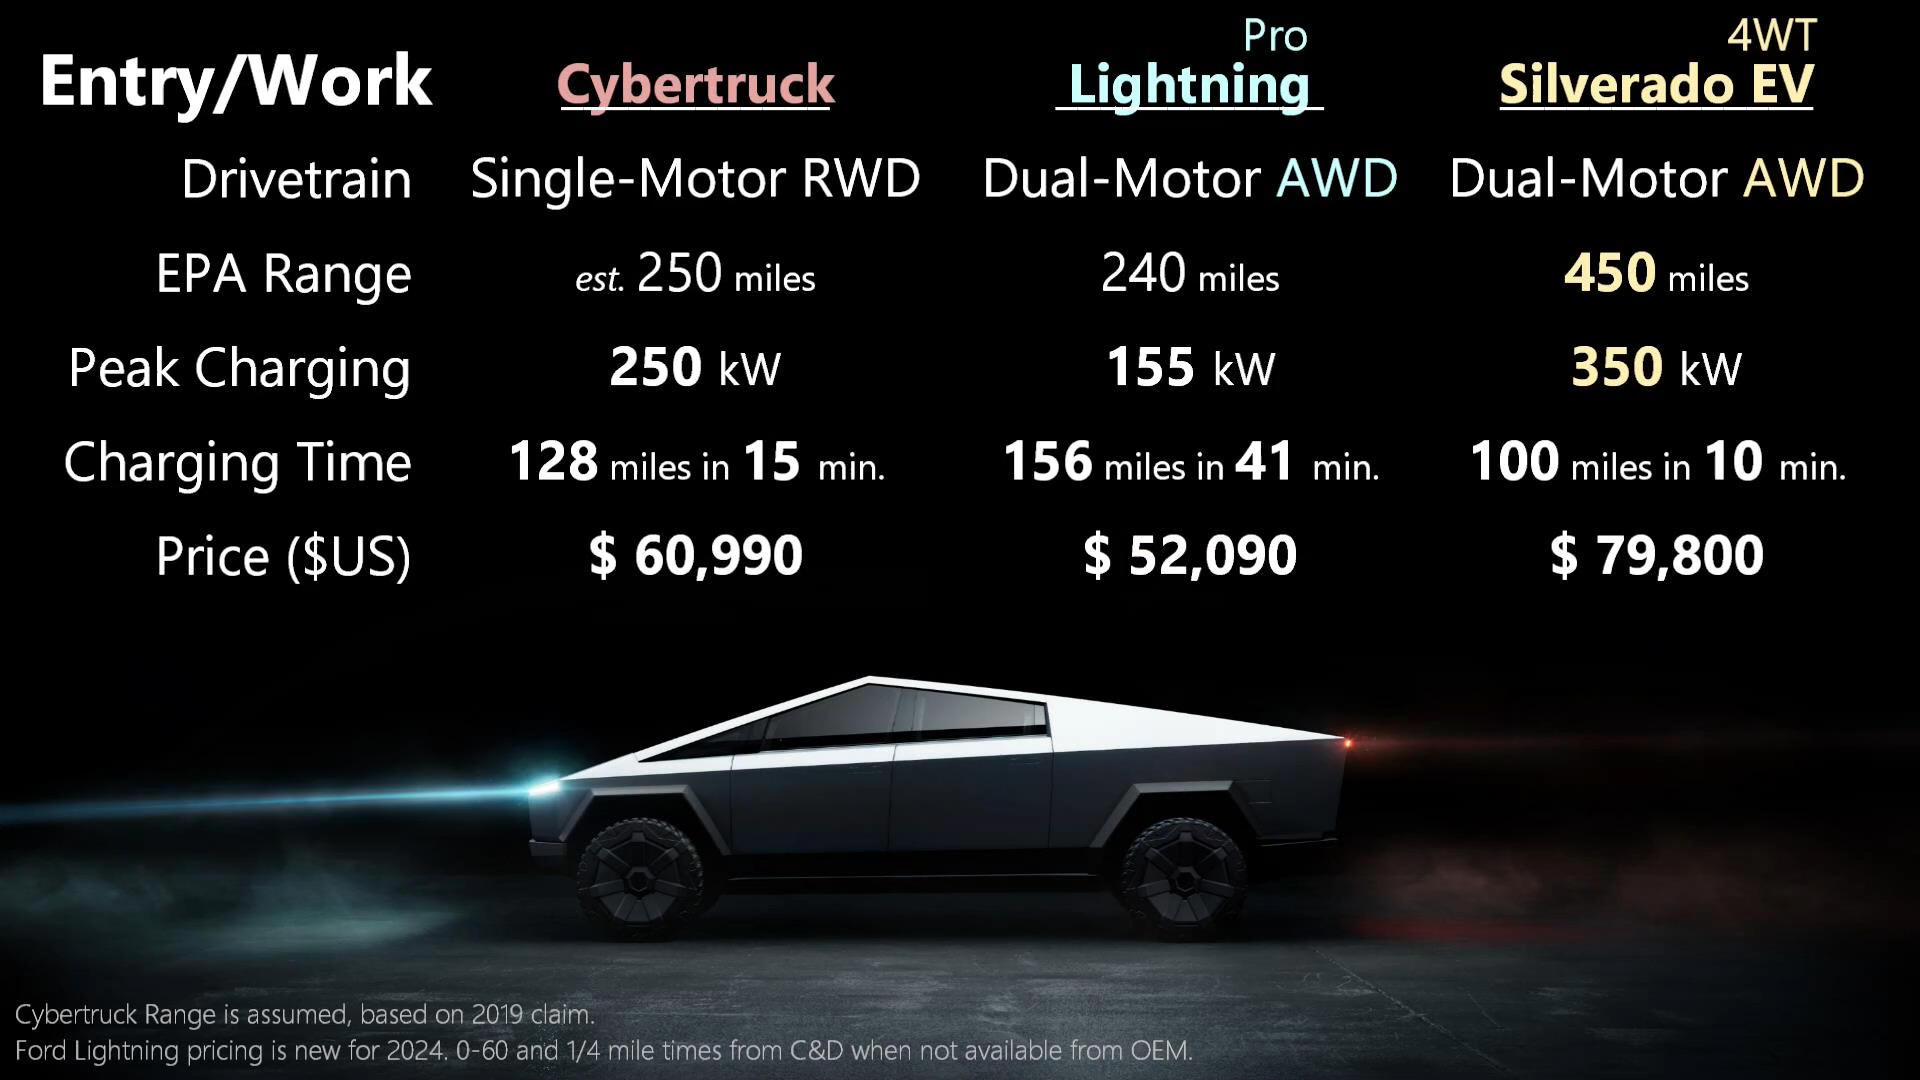 Entry/Work Cybertruck Pro Lightning 4WT Silverado EV
Drivetrain Single-Motor RWD Dual-Motor AWD Dual-Motor AWD
EPA Range est. 250 miles 240 miles 450 miles
Peak Charging 250 kW 155 kW 350 kW
Charging Time 128 miles in 15 min. 156 miles in 41 min. 100 miles in 10 min.
Price ($US) $ 60,990 $ 52,090 $ 79,800
Cybertruck Range is assumed, based on 2019 claim.
Ford Lightning pricing is new for 2024. 0-60 and 1/4 mile times from C&D when not available from OEM.